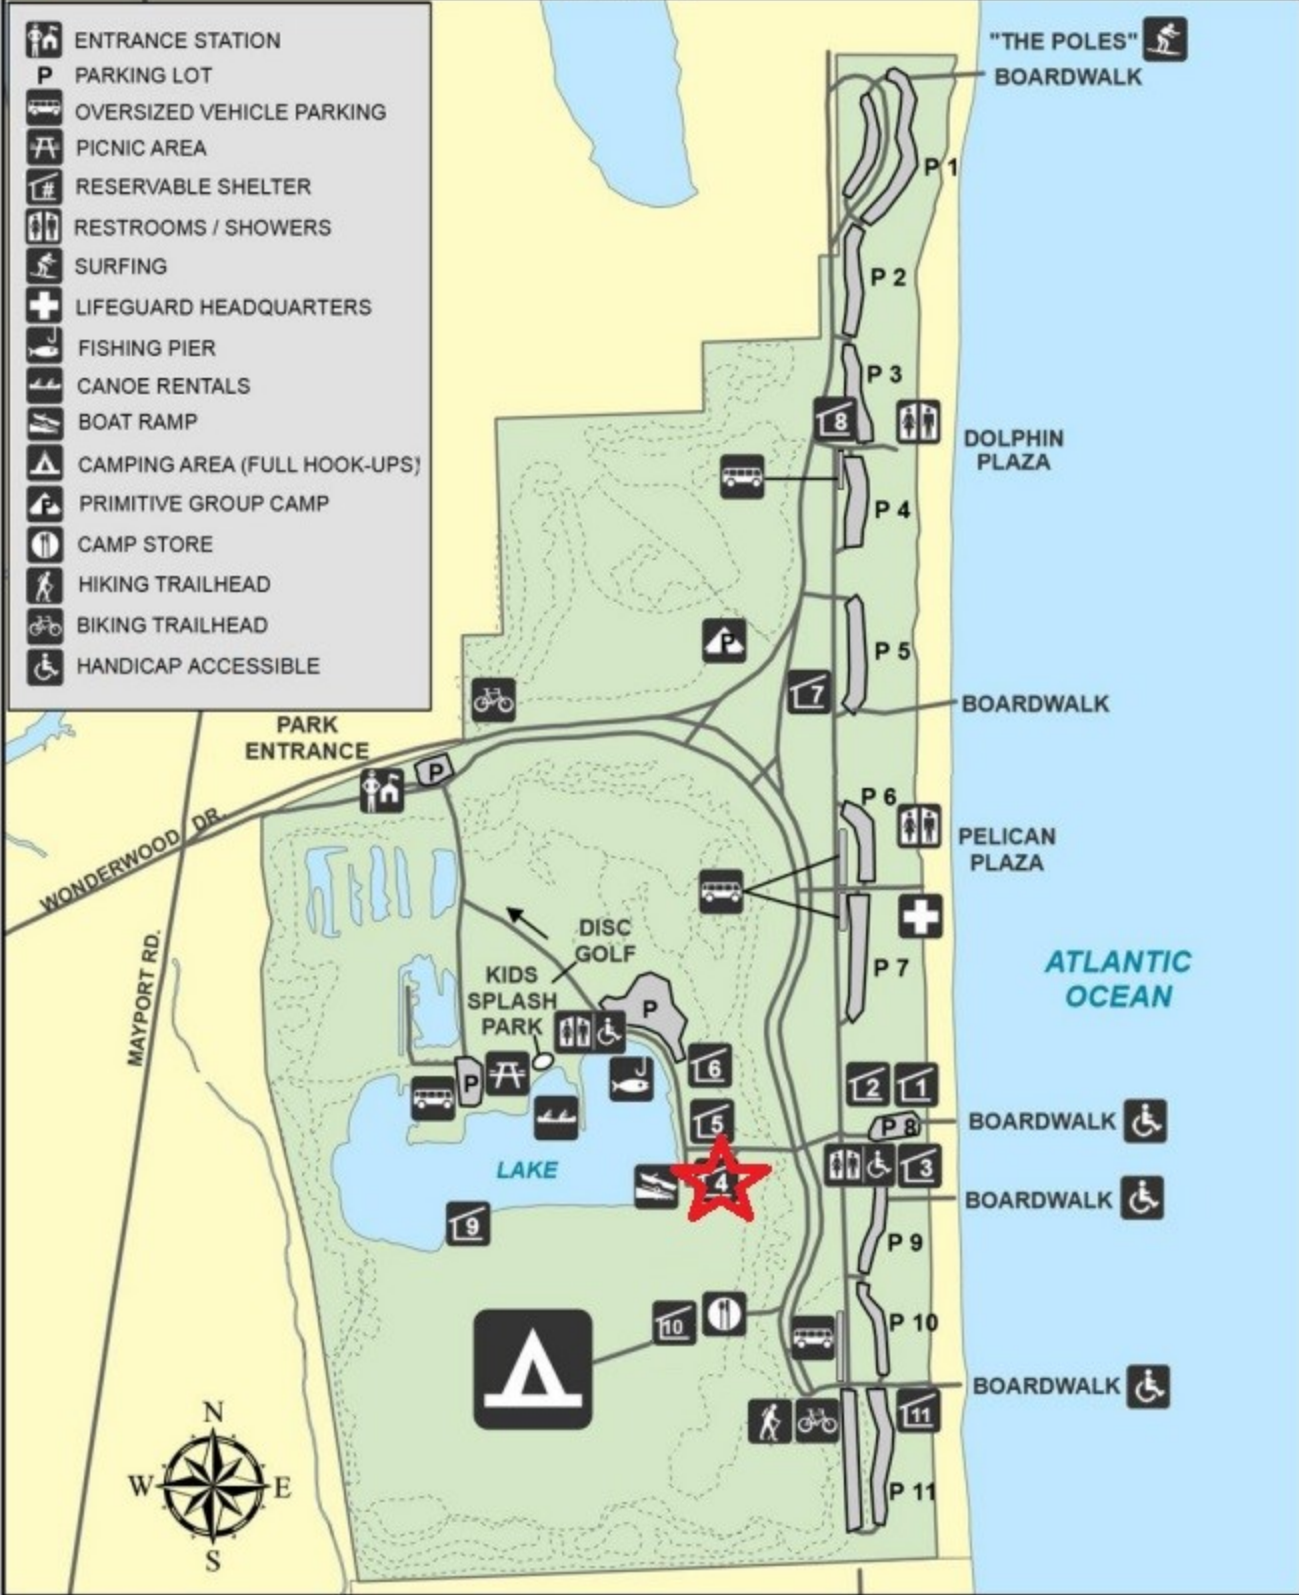 ENTRANCE STATION
P PARKING LOT
OVERSIZED VEHICLE PARKING
PICNIC AREA
# RESERVABLE SHELTER
RESTROOMS / SHOWERS
SURFING
LIFEGUARD HEADQUARTERS
FISHING PIER
CANOE RENTALS
BOAT RAMP
CAMPING AREA (FULL HOOK-UPS)
P PRIMITIVE GROUP CAMP
CAMP STORE
HIKING TRAILHEAD
BIKING TRAILHEAD
HANDICAP ACCESSIBLE
"THE POLES"
BOARDWALK
P 1
P 2
P 3
8
DOLPHIN
PLAZA
P 4
P
P 5
7
BOARDWALK
PARK
ENTRANCE
P
WONDERWOOD DR.
MAYPORT RD.
P 6
PELICAN
PLAZA
P 7
ATLANTIC
OCEAN
DISC
GOLF
KIDS
SPLASH
PARK
P
P
6
5
4
LAKE
9
2
1
P 8
BOARDWALK
3
BOARDWALK
P 9
10
P 10
BOARDWALK
11
P 11
N
W
E
S